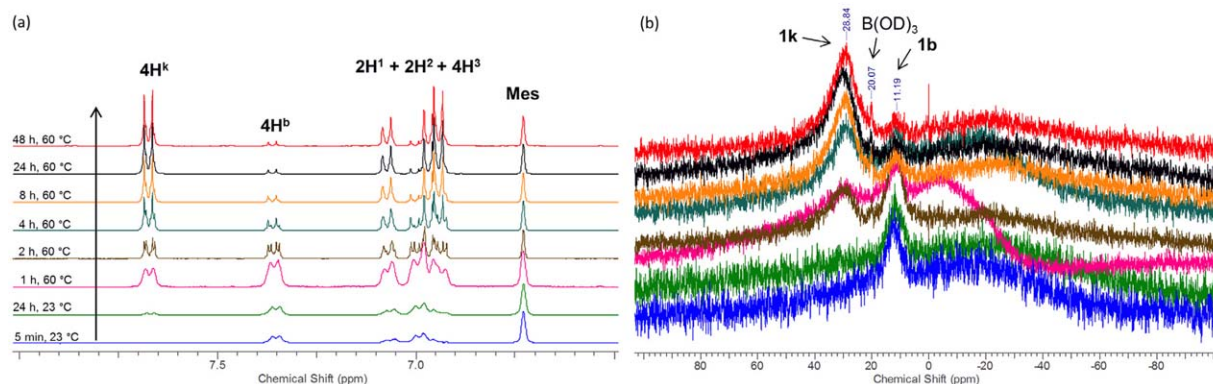 (a)
4Hᵏ
4Hᵇ
2H¹ + 2H² + 4H³
Mes
48 h, 60 °C
24 h, 60 °C
8 h, 60 °C
4 h, 60 °C
2 h, 60 °C
1 h, 60 °C
24 h, 23 °C
5 min, 23 °C
7.5
7.0
Chemical Shift (ppm)
(b)
1k
28.84
B(OD)₃
20.07
1b
11.19
80
60
40
20
0
-20
-40
-60
-80
Chemical Shift (ppm)